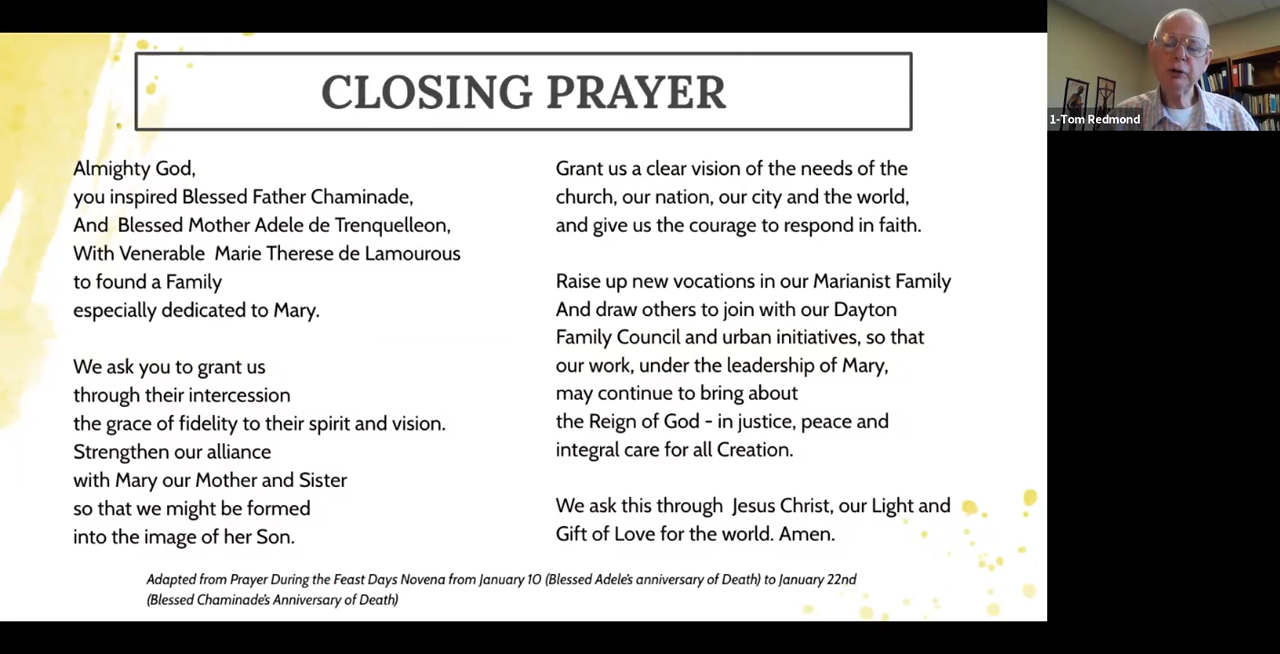 CLOSING PRAYER
Almighty God,
you inspired Blessed Father Chaminade,
And Blessed Mother Adele de Trenquelleon,
With Venerable Marie Therese de Lamourous
to found a Family
especially dedicated to Mary.
We ask you to grant us
through their intercession
the grace of fidelity to their spirit and vision.
Strengthen our alliance
with Mary our Mother and Sister
so that we might be formed
into the image of her Son.
Grant us a clear vision of the needs of the
church, our nation, our city and the world,
and give us the courage to respond in faith.
Raise up new vocations in our Marianist Family
And draw others to join with our Dayton
Family Council and urban initiatives, so that
our work, under the leadership of Mary,
may continue to bring about
the Reign of God - in justice, peace and
integral care for all Creation.
We ask this through Jesus Christ, our Light and
Gift of Love for the world. Amen.
Adapted from Prayer During the Feast Days Novena from January 10 (Blessed Adele's anniversary of Death) to January 22nd
(Blessed Chaminade's Anniversary of Death)
1-Tom Redmond